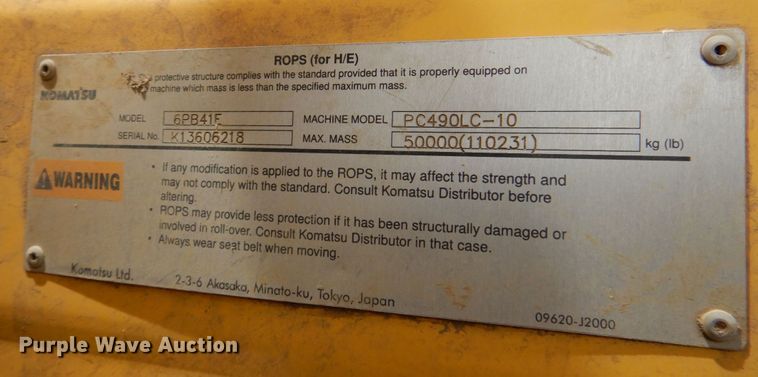 ROPS (for H/E)
protective structure complies with the standard provided that it is properly equipped on
machine which mass is less than the specified maximum mass.
KOMATSU
MODEL 6PB41F MACHINE MODEL PC490LC-10
SERIAL No. K13606218 MAX. MASS 50000(110231) kg (lb)
WARNING
• If any modification is applied to the ROPS, it may affect the strength and
may not comply with the standard. Consult Komatsu Distributor before
altering.
• ROPS may provide less protection if it has been structurally damaged or
involved in roll-over. Consult Komatsu Distributor in that case.
• Always wear seat belt when moving.
Komatsu Ltd. 2-3-6 Akasaka, Minato-ku, Tokyo, Japan
09620-J2000
Purple Wave Auction